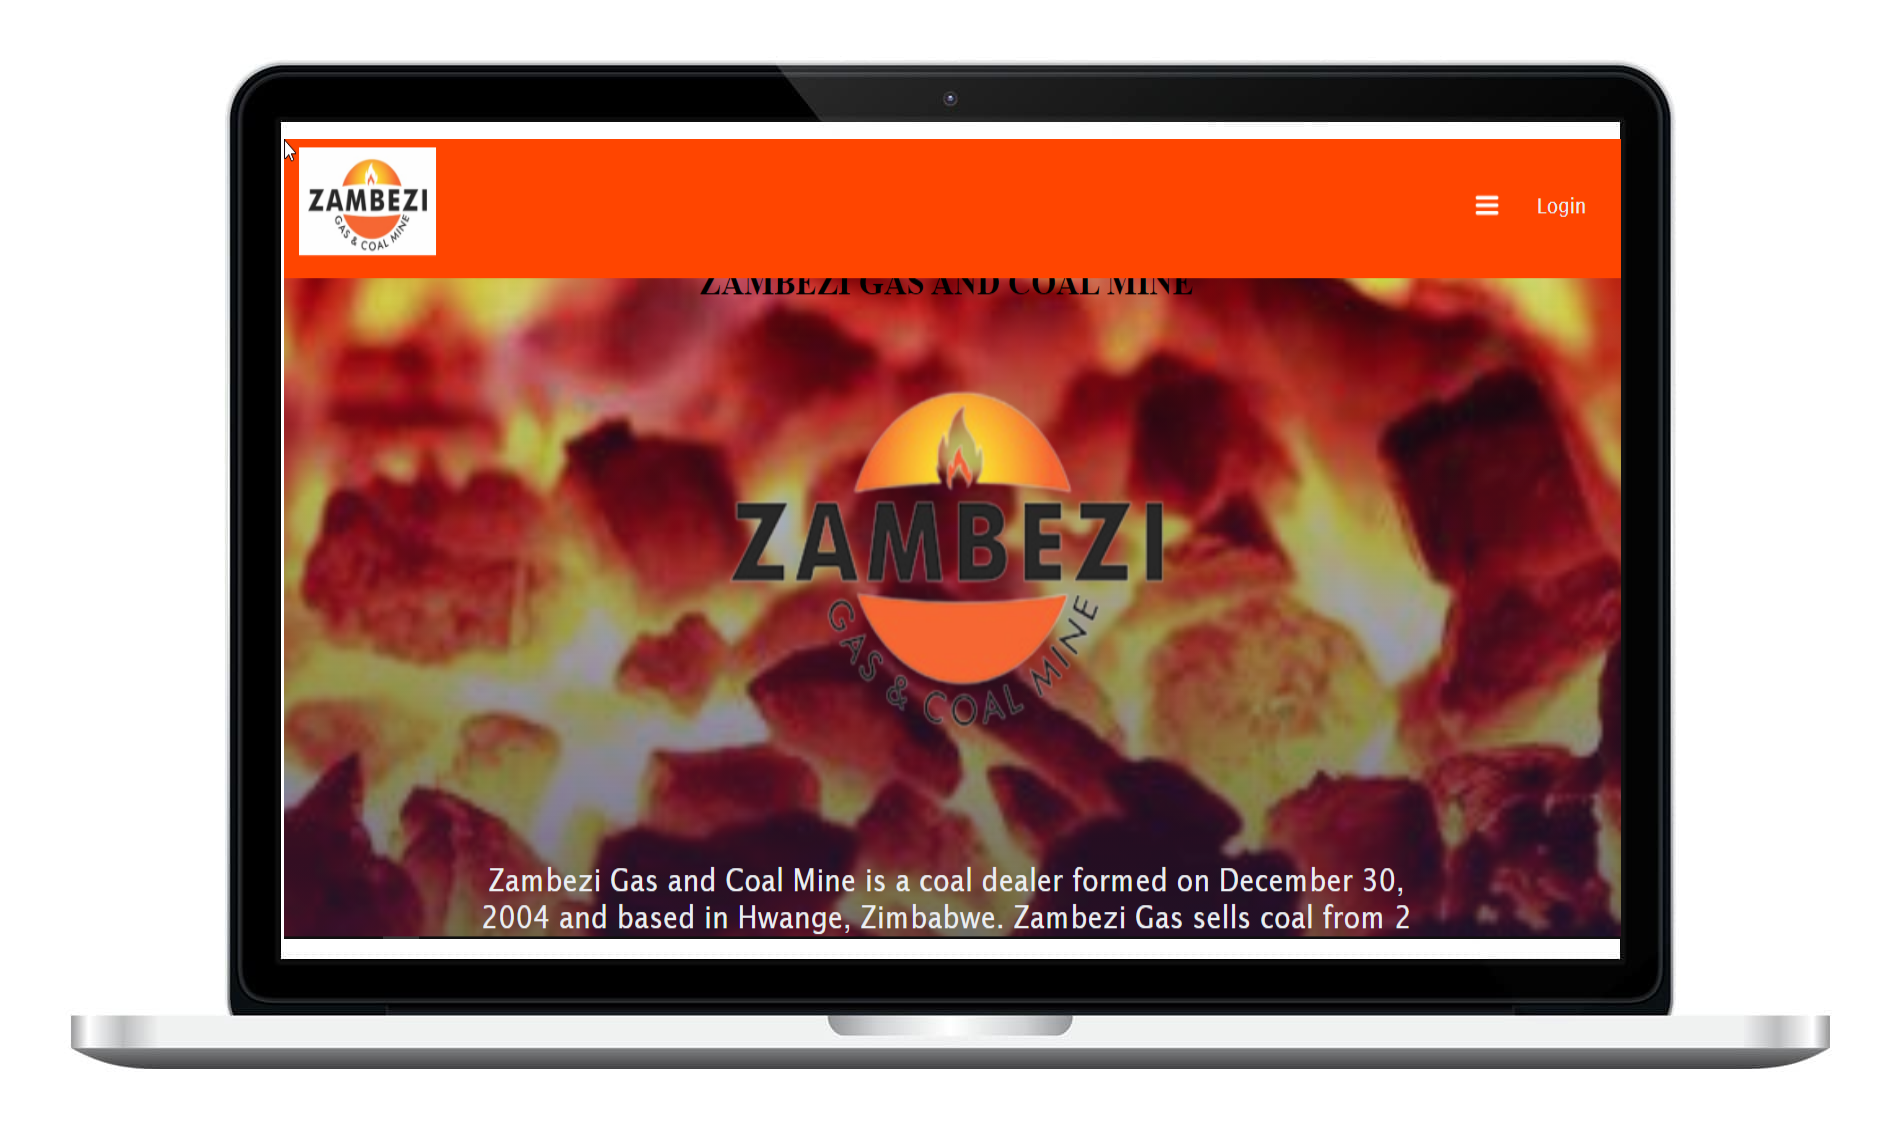 ZAMBEZI
GAS & COAL MINE
Login
ZAMBEZI GAS AND COAL MINE
ZAMBEZI
GAS & COAL MINE
Zambezi Gas and Coal Mine is a coal dealer formed on December 30,
2004 and based in Hwange, Zimbabwe. Zambezi Gas sells coal from 2